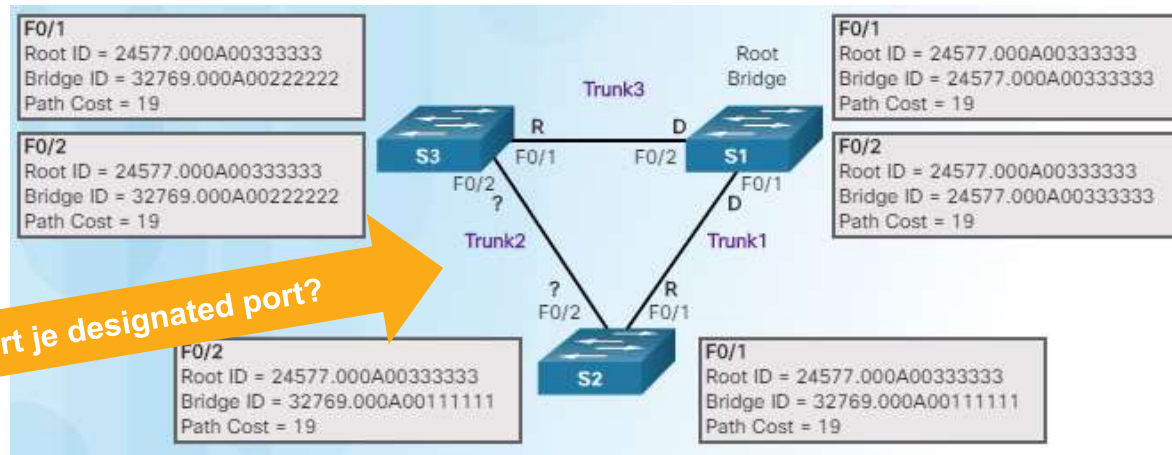 F0/1
Root ID = 24577.000A00333333
Bridge ID = 32769.000A00222222
Path Cost = 19
F0/2
Root ID = 24577.000A00333333
Bridge ID = 32769.000A00222222
Path Cost = 19
Root
Bridge
F0/1
Root ID = 24577.000A00333333
Bridge ID = 24577.000A00333333
Path Cost = 19
F0/2
Root ID = 24577.000A00333333
Bridge ID = 24577.000A00333333
Path Cost = 19
Trunk3
R D
S3 F0/1 F0/2 S1
F0/2 F0/1
? D
Trunk2 Trunk1
? R
F0/2 F0/1
S2
je designated port?
F0/2
Root ID = 24577.000A00333333
Bridge ID = 32769.000A00111111
Path Cost = 19
F0/1
Root ID = 24577.000A00333333
Bridge ID = 32769.000A00111111
Path Cost = 19